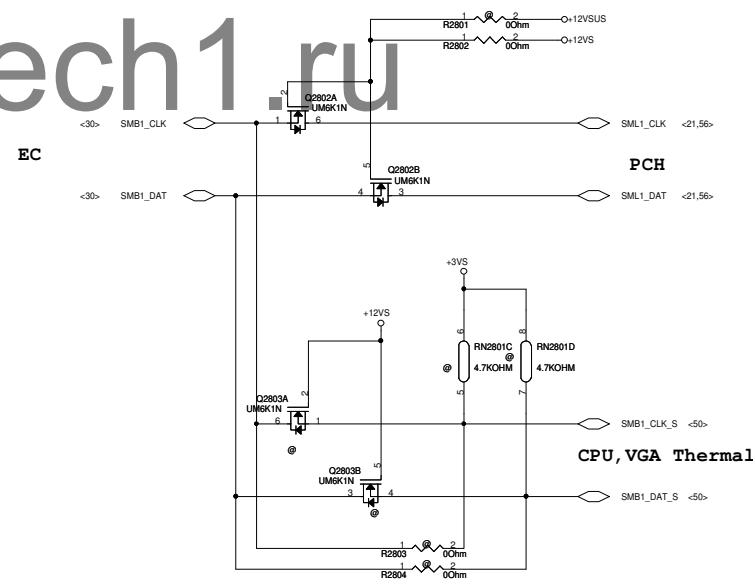 ech1.ru
@
1 2
R2801 0Ohm +12VSUS
1 2
R2802 0Ohm +12VS
2
Q2802A
UM6K1N
<30> SMB1_CLK 1 6 SML1_CLK <21,56>
EC
5
Q2802B
UM6K1N
PCH
<30> SMB1_DAT 4 3 SML1_DAT <21,56>
+3VS
+12VS
6 8
RN2801C RN2801D
@ @
4.7KOHM 4.7KOHM
5 7
2
Q2803A
UM6K1N
6 1 SMB1_CLK_S <50>
@
CPU,VGA Thermal
5
Q2803B
UM6K1N
3 4 SMB1_DAT_S <50>
@
1 @ 2
R2803 0Ohm
1 @ 2
R2804 0Ohm